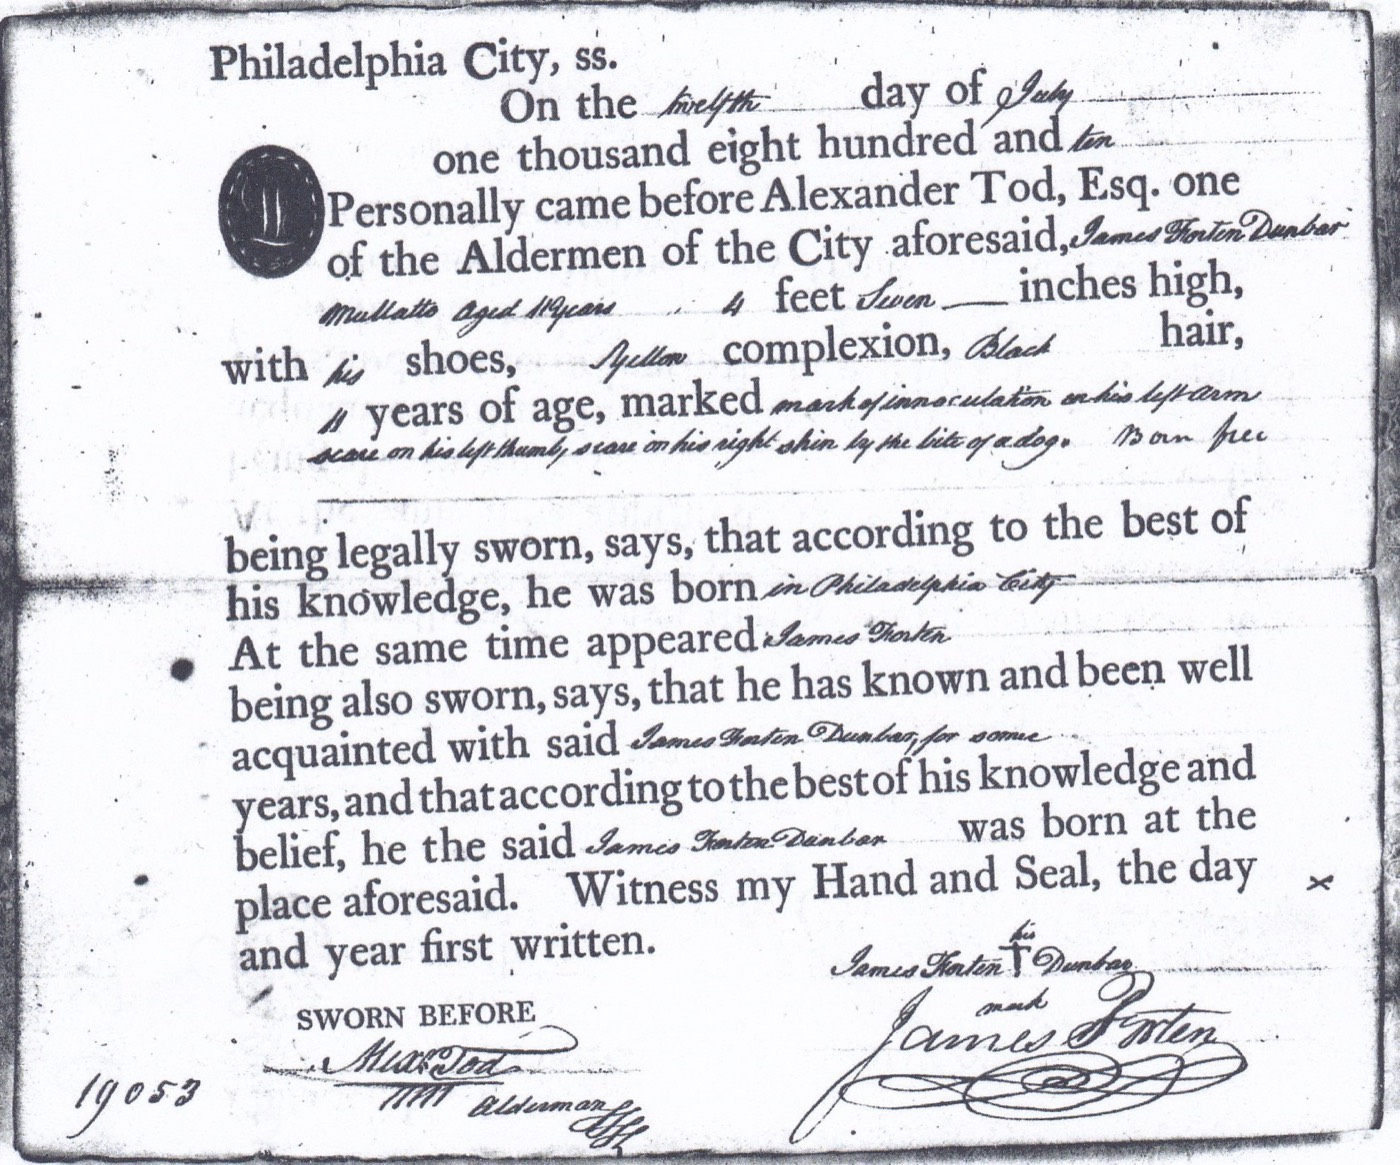 Philadelphia City, ss.
On the twelfth day of July
one thousand eight hundred and ten
Personally came before Alexander Tod, Esq. one
of the Aldermen of the City aforesaid, James Forten Dunbar
Mullatto aged 11 years 4 feet Seven inches high,
with his shoes, Yellow complexion, Black hair,
11 years of age, marked mark of innoculation on his left arm
scare on his left thumb, scare on his right shin by the bite of a dog. Born free
being legally sworn, says, that according to the best of
his knowledge, he was born in Philadelphia City
At the same time appeared James Forten
being also sworn, says, that he has known and been well
acquainted with said James Forten Dunbar, for some
years, and that according to the best of his knowledge and
belief, he the said James Forten Dunbar was born at the
place aforesaid. Witness my Hand and Seal, the day
and year first written.
his
James Forten † Dunbar
mark
SWORN BEFORE
James Forten
Alexr Tod
Alderman
19053
x